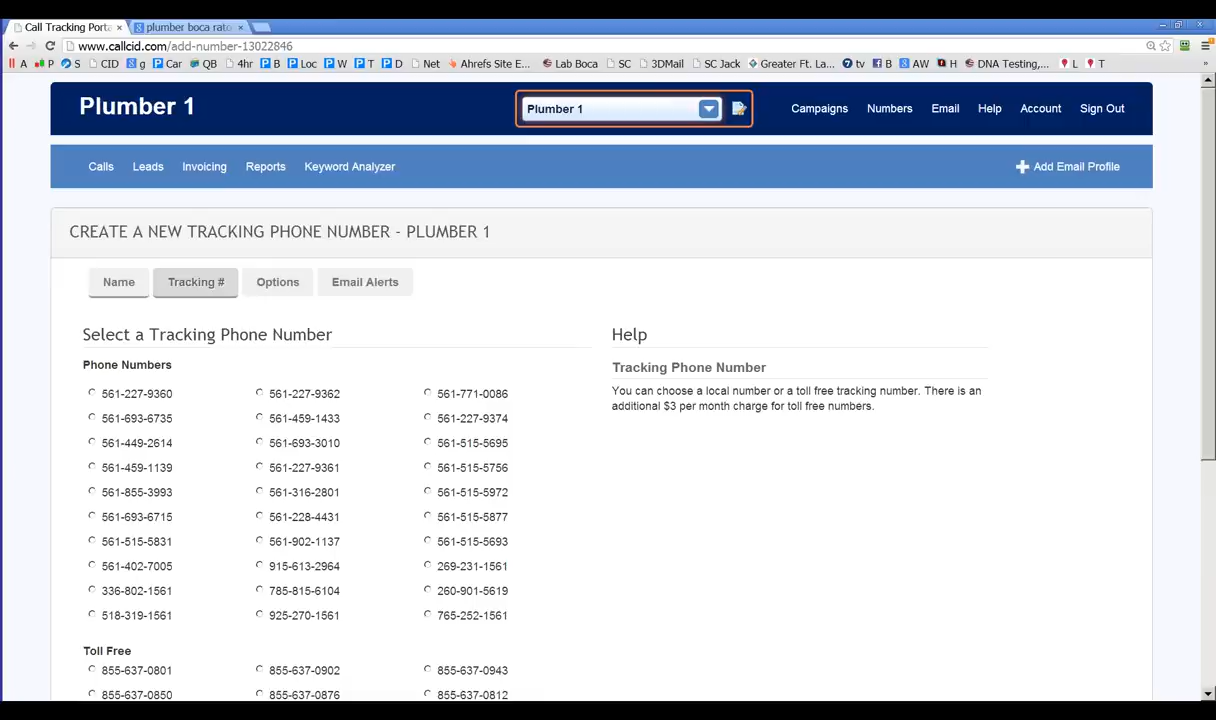 Call Tracking Porta × plumber boca rato ×
www.callcid.com/add-number-13022846
A P S CID g Car QB 4hr B Loc W T D Net Ahrefs Site E... Lab Boca SC 3DMail SC Jack Greater Ft. La... tv B AW H DNA Testing,... L T »
Plumber 1 Plumber 1 Campaigns Numbers Email Help Account Sign Out
Calls Leads Invoicing Reports Keyword Analyzer Add Email Profile
CREATE A NEW TRACKING PHONE NUMBER - PLUMBER 1
Name Tracking # Options Email Alerts
Select a Tracking Phone Number
Phone Numbers
561-227-9360 561-227-9362 561-771-0086
561-693-6735 561-459-1433 561-227-9374
561-449-2614 561-693-3010 561-515-5695
561-459-1139 561-227-9361 561-515-5756
561-855-3993 561-316-2801 561-515-5972
561-693-6715 561-228-4431 561-515-5877
561-515-5831 561-902-1137 561-515-5693
561-402-7005 915-613-2964 269-231-1561
336-802-1561 785-815-6104 260-901-5619
518-319-1561 925-270-1561 765-252-1561
Toll Free
855-637-0801 855-637-0902 855-637-0943
855-637-0850 855-637-0876 855-637-0812
Help
Tracking Phone Number
You can choose a local number or a toll free tracking number. There is an
additional $3 per month charge for toll free numbers.